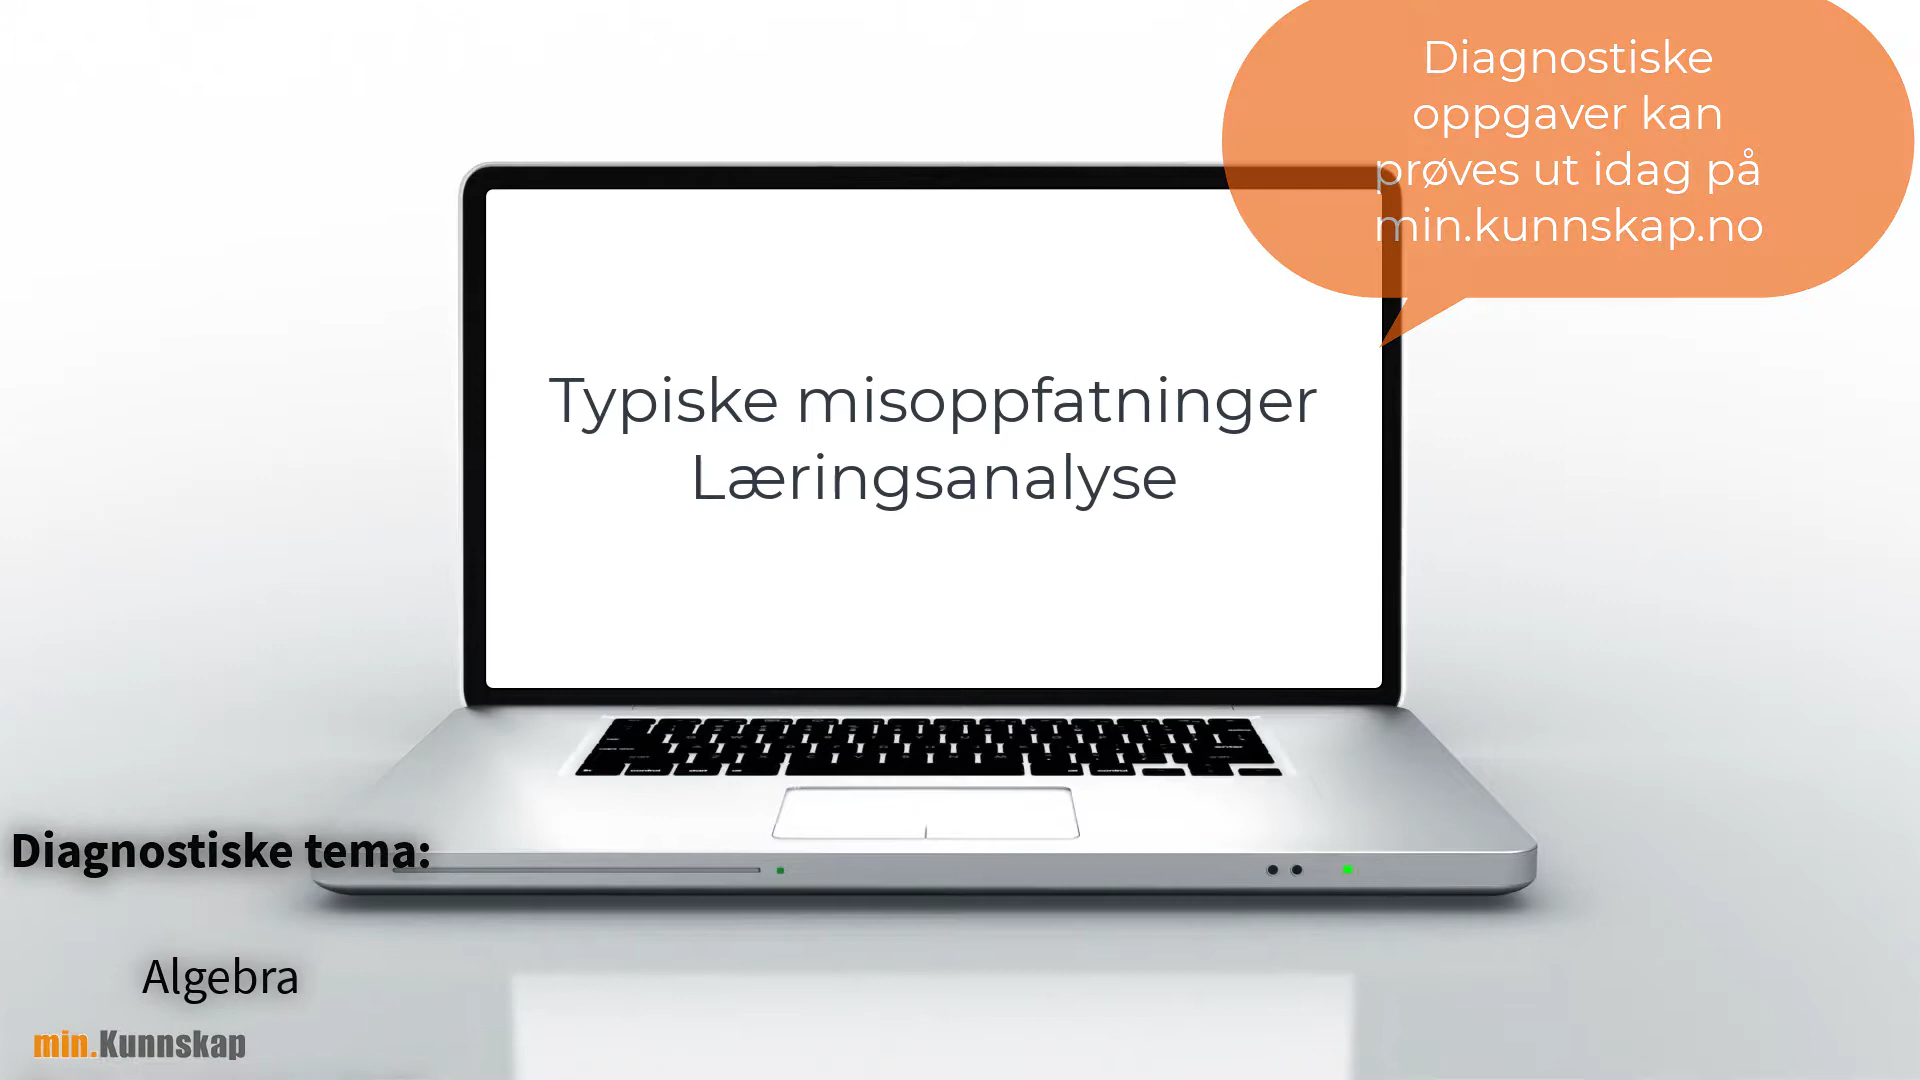 Diagnostiske
oppgaver kan
prøves ut idag på
min.kunnskap.no
Typiske misoppfatninger
Læringsanalyse
Diagnostiske tema:
Algebra
min.Kunnskap